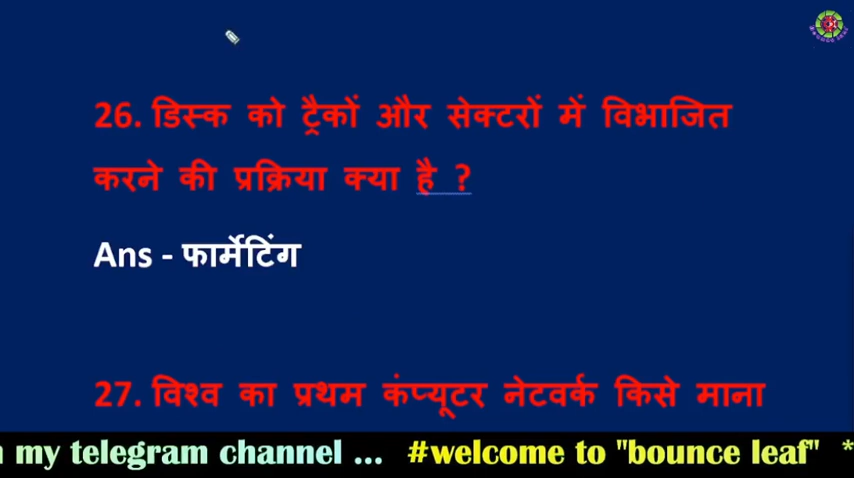 26. डिस्क को ट्रैकों और सेक्टरों में विभाजित
करने की प्रक्रिया क्या है ?
Ans - फार्मेटिंग
27. विश्व का प्रथम कंप्यूटर नेटवर्क किसे माना
my telegram channel ... #welcome to "bounce leaf" *